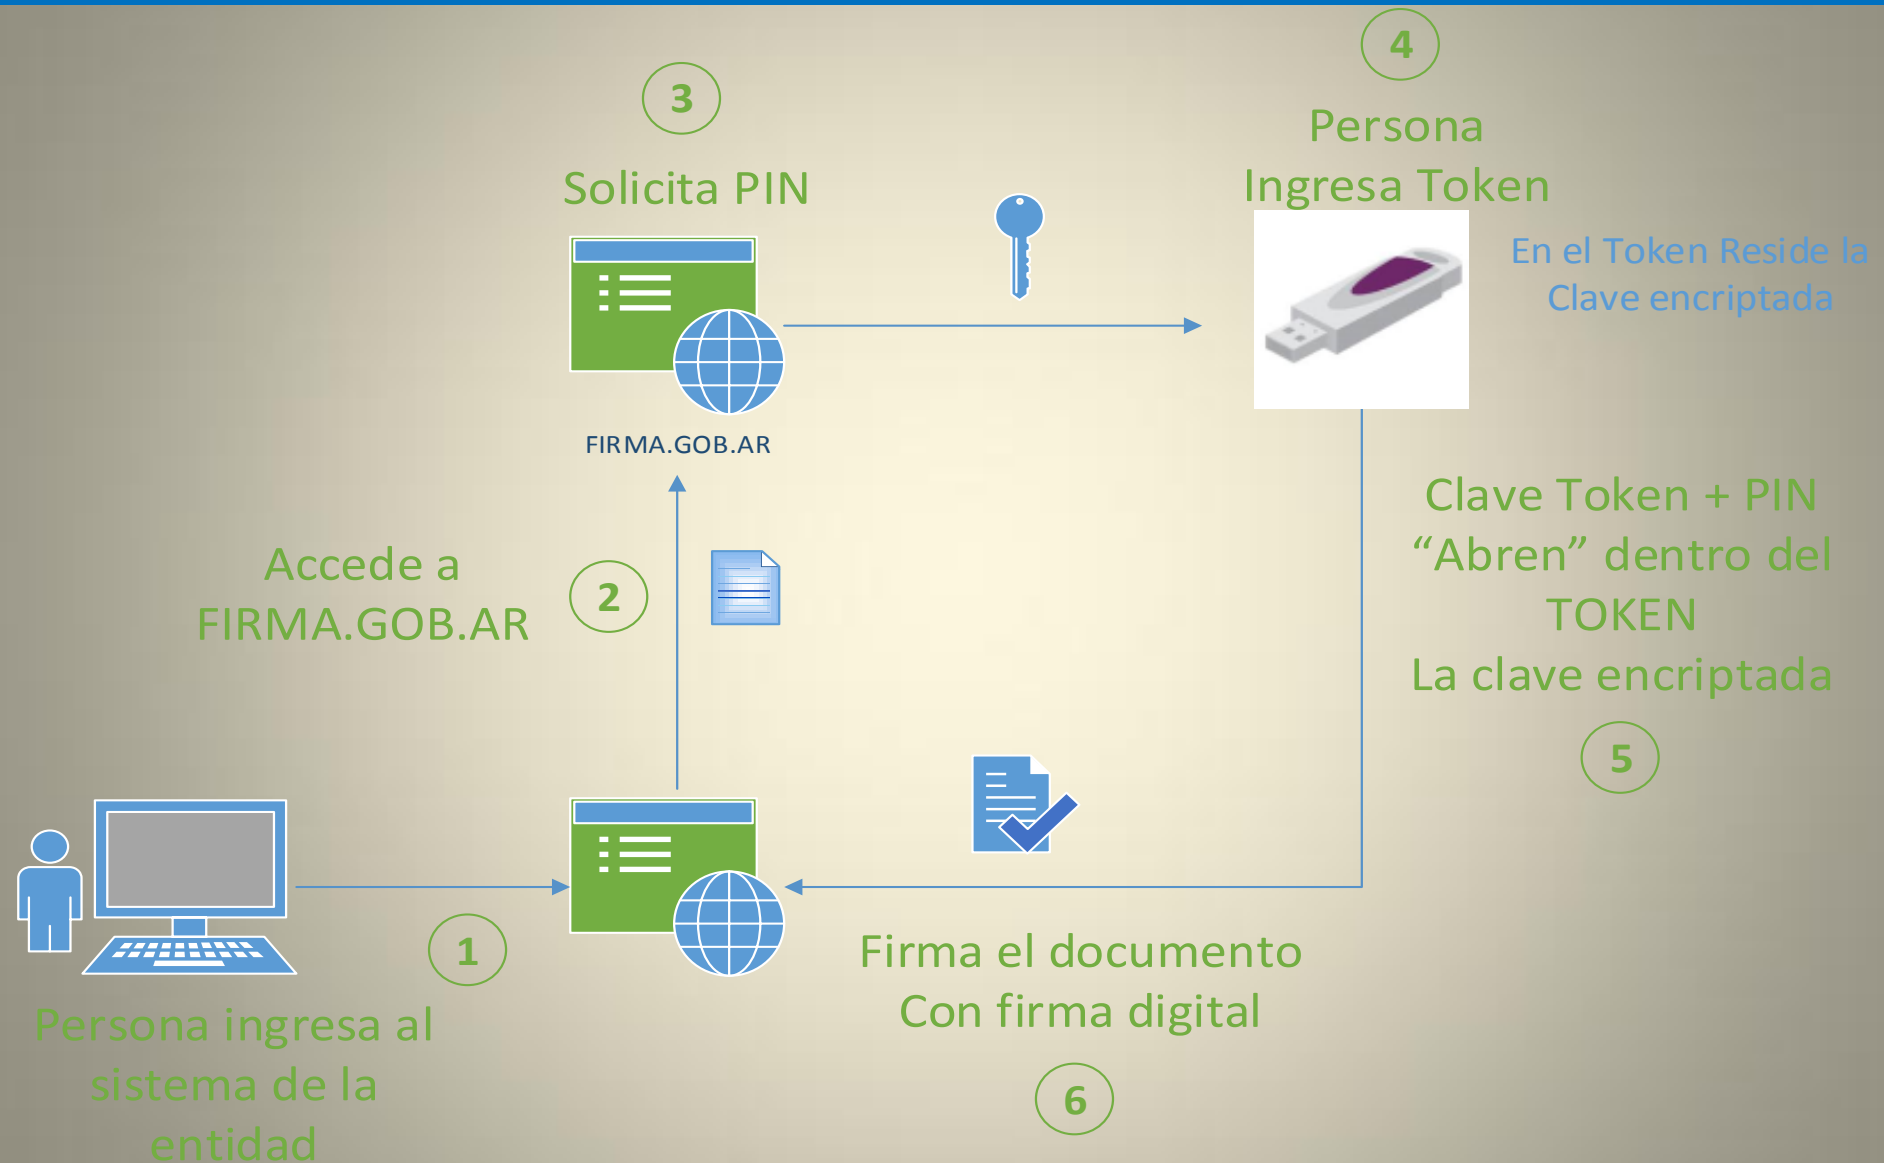 4
3
Persona
Ingresa Token
Solicita PIN
En el Token Reside la
Clave encriptada
FIRMA.GOB.AR
Clave Token + PIN
“Abren” dentro del
TOKEN
La clave encriptada
5
Accede a
FIRMA.GOB.AR
2
1
Persona ingresa al
sistema de la
entidad
Firma el documento
Con firma digital
6